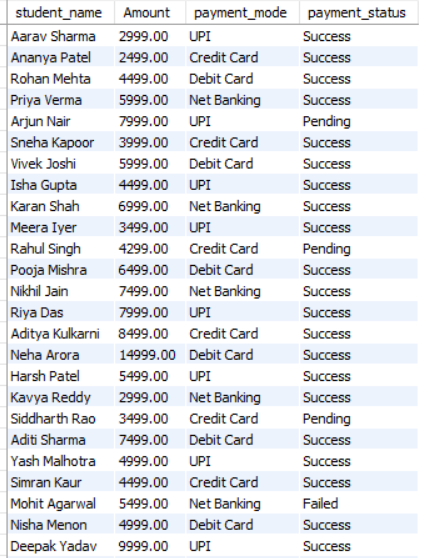 student_name Amount payment_mode payment_status
Aarav Sharma 2999.00 UPI Success
Ananya Patel 2499.00 Credit Card Success
Rohan Mehta 4499.00 Debit Card Success
Priya Verma 5999.00 Net Banking Success
Arjun Nair 7999.00 UPI Pending
Sneha Kapoor 3999.00 Credit Card Success
Vivek Joshi 5999.00 Debit Card Success
Isha Gupta 4499.00 UPI Success
Karan Shah 6999.00 Net Banking Success
Meera Iyer 3499.00 UPI Success
Rahul Singh 4299.00 Credit Card Pending
Pooja Mishra 6499.00 Debit Card Success
Nikhil Jain 7499.00 Net Banking Success
Riya Das 7999.00 UPI Success
Aditya Kulkarni 8499.00 Credit Card Success
Neha Arora 14999.00 Debit Card Success
Harsh Patel 5499.00 UPI Success
Kavya Reddy 2999.00 Net Banking Success
Siddharth Rao 3499.00 Credit Card Pending
Aditi Sharma 7499.00 Debit Card Success
Yash Malhotra 4999.00 UPI Success
Simran Kaur 4499.00 Credit Card Success
Mohit Agarwal 5499.00 Net Banking Failed
Nisha Menon 4999.00 Debit Card Success
Deepak Yadav 9999.00 UPI Success